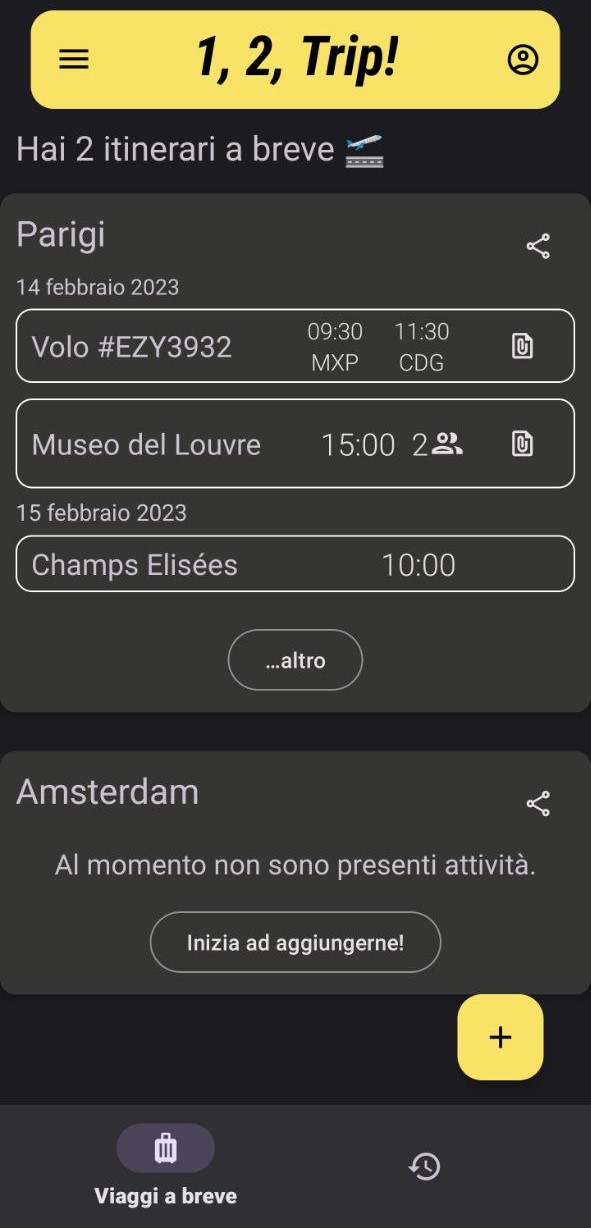 1, 2, Trip!
Hai 2 itinerari a breve
Parigi
14 febbraio 2023
Volo #EZY3932 09:30 11:30
MXP CDG
Museo del Louvre 15:00 2
15 febbraio 2023
Champs Elisées 10:00
...altro
Amsterdam
Al momento non sono presenti attività.
Inizia ad aggiungerne!
+
Viaggi a breve